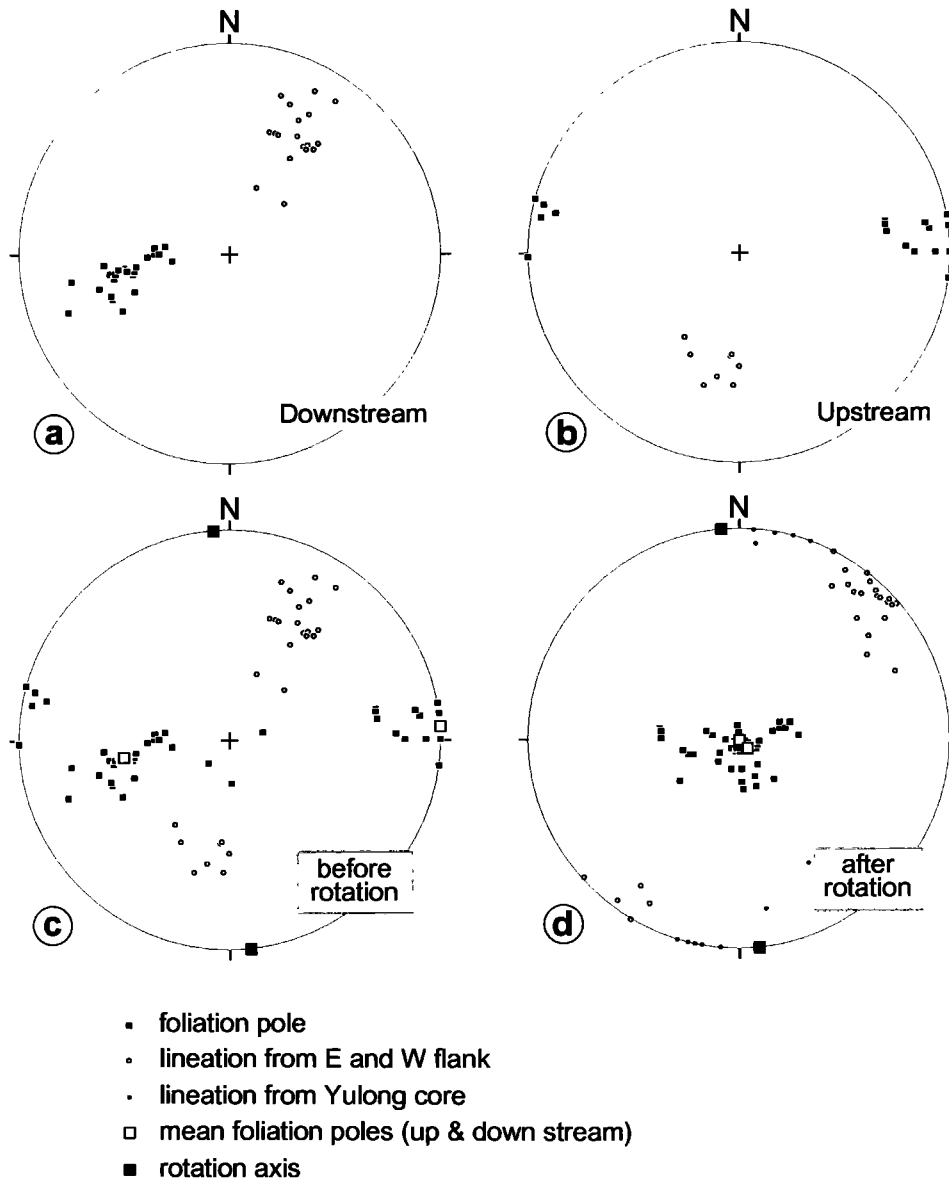 N
N
Downstream
Upstream
a
b
N
N
before
rotation
after
rotation
c
d
foliation pole
lineation from E and W flank
lineation from Yulong core
mean foliation poles (up & down stream)
rotation axis